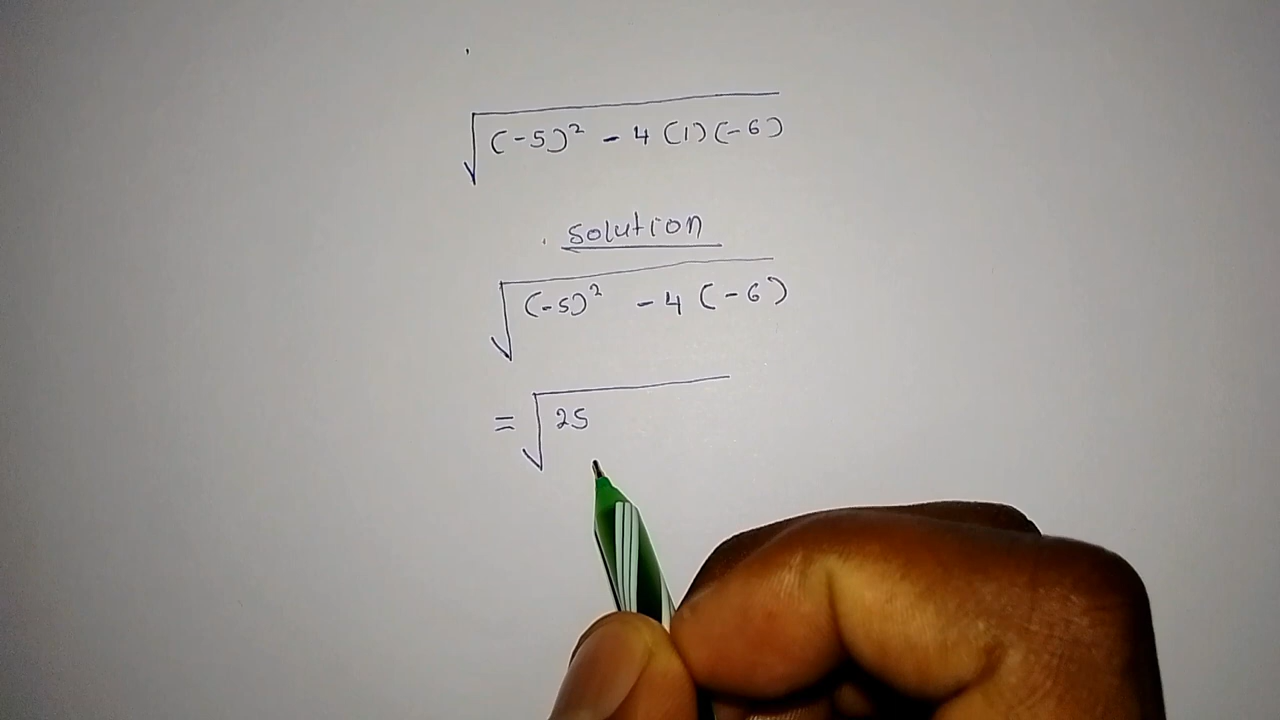 √(-5)² - 4(1)(-6)
solution
√(-5)² - 4(-6)
= √25